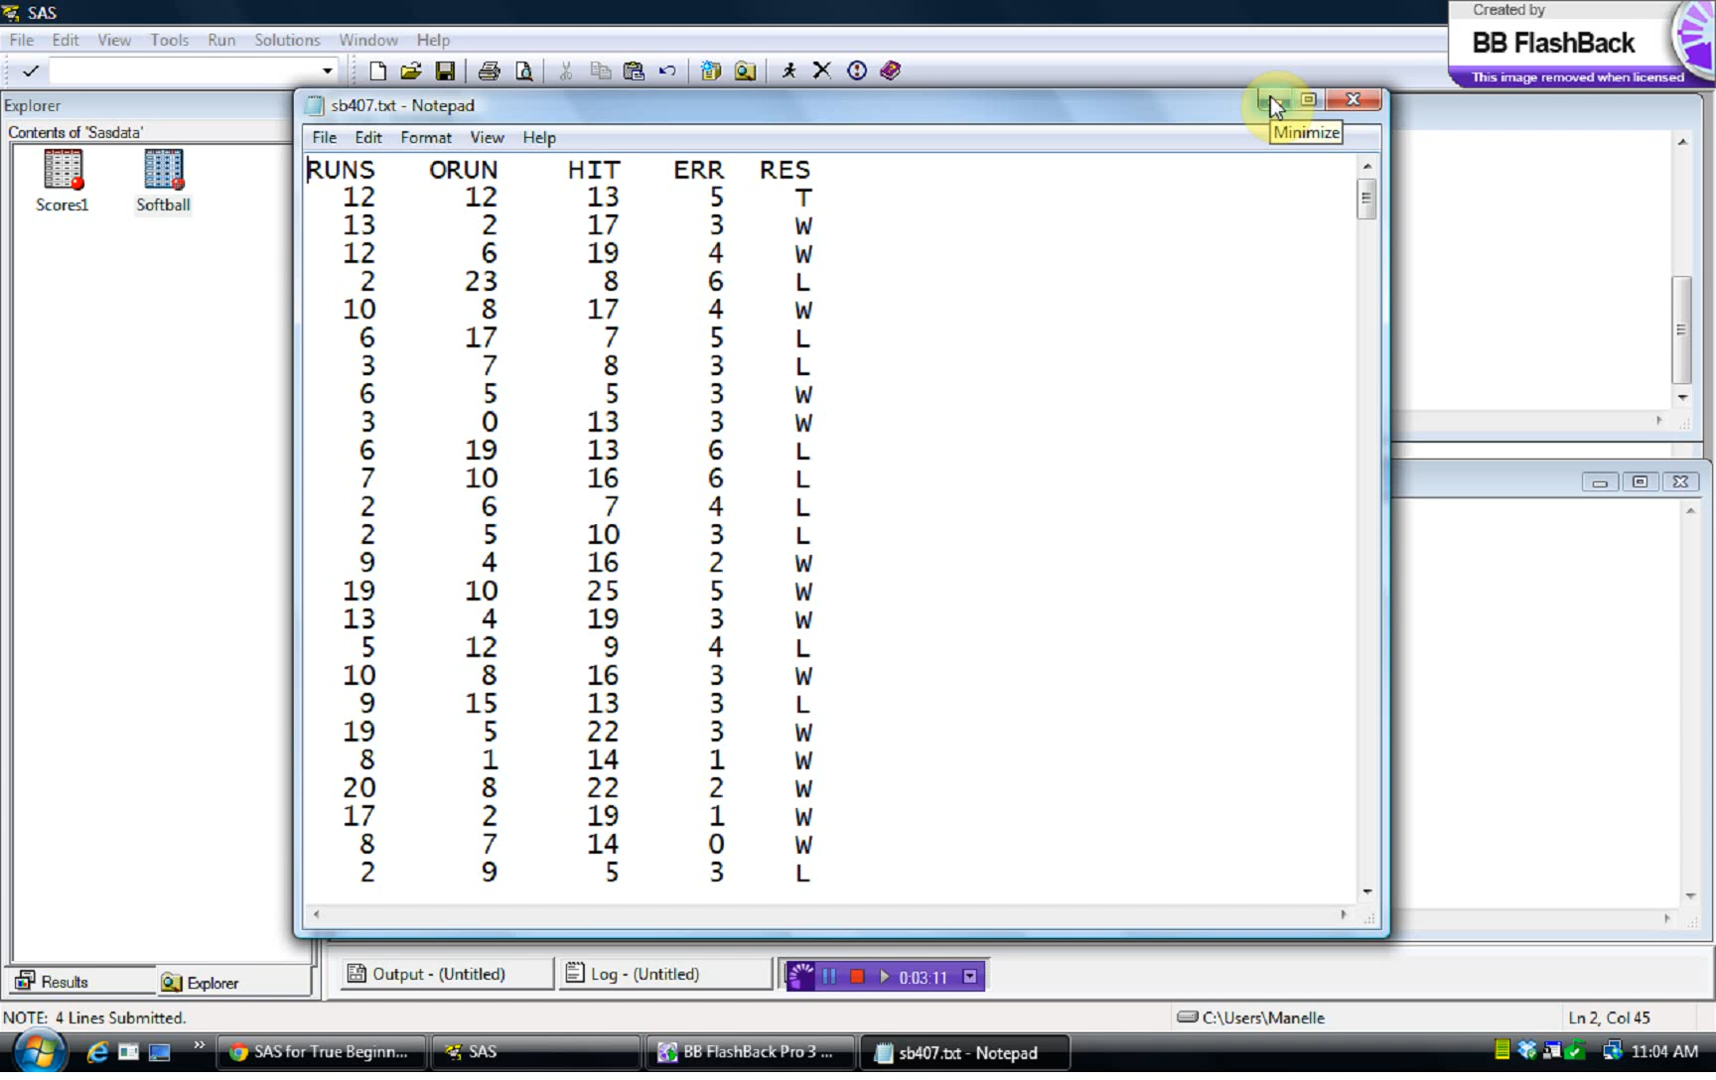 SAS
Created by
BB FlashBack
This image removed when licensed
File Edit View Tools Run Solutions Window Help
Explorer
Contents of 'Sasdata'
Scores1 Softball
sb407.txt - Notepad
File Edit Format View Help
Minimize
RUNS ORUN HIT ERR RES
12 12 13 5 T
13 2 17 3 W
12 6 19 4 W
2 23 8 6 L
10 8 17 4 W
6 17 7 5 L
3 7 8 3 L
6 5 5 3 W
3 0 13 3 W
6 19 13 6 L
7 10 16 6 L
2 6 7 4 L
2 5 10 3 L
9 4 16 2 W
19 10 25 5 W
13 4 19 3 W
5 12 9 4 L
10 8 16 3 W
9 15 13 3 L
19 5 22 3 W
8 1 14 1 W
20 8 22 2 W
17 2 19 1 W
8 7 14 0 W
2 9 5 3 L
Results Explorer
Output - (Untitled) Log - (Untitled) 0:03:11
NOTE: 4 Lines Submitted. C:\Users\Manelle Ln 2, Col 45
SAS for True Beginn... SAS BB FlashBack Pro 3 ... sb407.txt - Notepad 11:04 AM